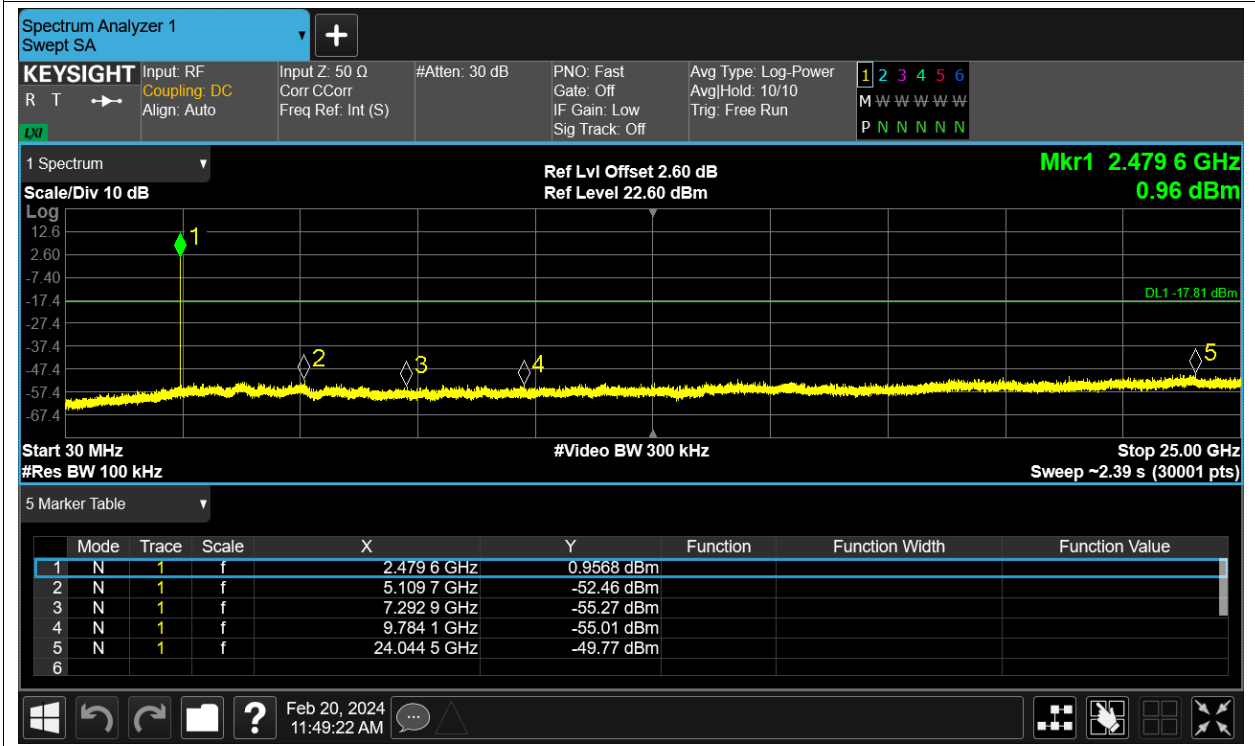 Spectrum Analyzer 1
Swept SA
+
KEYSIGHT
R T
LXI
Input: RF
Coupling: DC
Align: Auto
Input Z: 50 Ω
Corr CCorr
Freq Ref: Int (S)
#Atten: 30 dB
PNO: Fast
Gate: Off
IF Gain: Low
Sig Track: Off
Avg Type: Log-Power
Avg|Hold: 10/10
Trig: Free Run
1 2 3 4 5 6
M W W W W W
P N N N N N
1 Spectrum
Scale/Div 10 dB
Ref Lvl Offset 2.60 dB
Ref Level 22.60 dBm
Mkr1 2.479 6 GHz
0.96 dBm
Log
12.6
2.60
-7.40
-17.4
-27.4
-37.4
-47.4
-57.4
-67.4
1
2
3
4
5
DL1 -17.81 dBm
Start 30 MHz
#Video BW 300 kHz
Stop 25.00 GHz
#Res BW 100 kHz
Sweep ~2.39 s (30001 pts)
5 Marker Table
Mode Trace Scale X Y Function Function Width Function Value
1 N 1 f 2.479 6 GHz 0.9568 dBm
2 N 1 f 5.109 7 GHz -52.46 dBm
3 N 1 f 7.292 9 GHz -55.27 dBm
4 N 1 f 9.784 1 GHz -55.01 dBm
5 N 1 f 24.044 5 GHz -49.77 dBm
6
?
Feb 20, 2024
11:49:22 AM